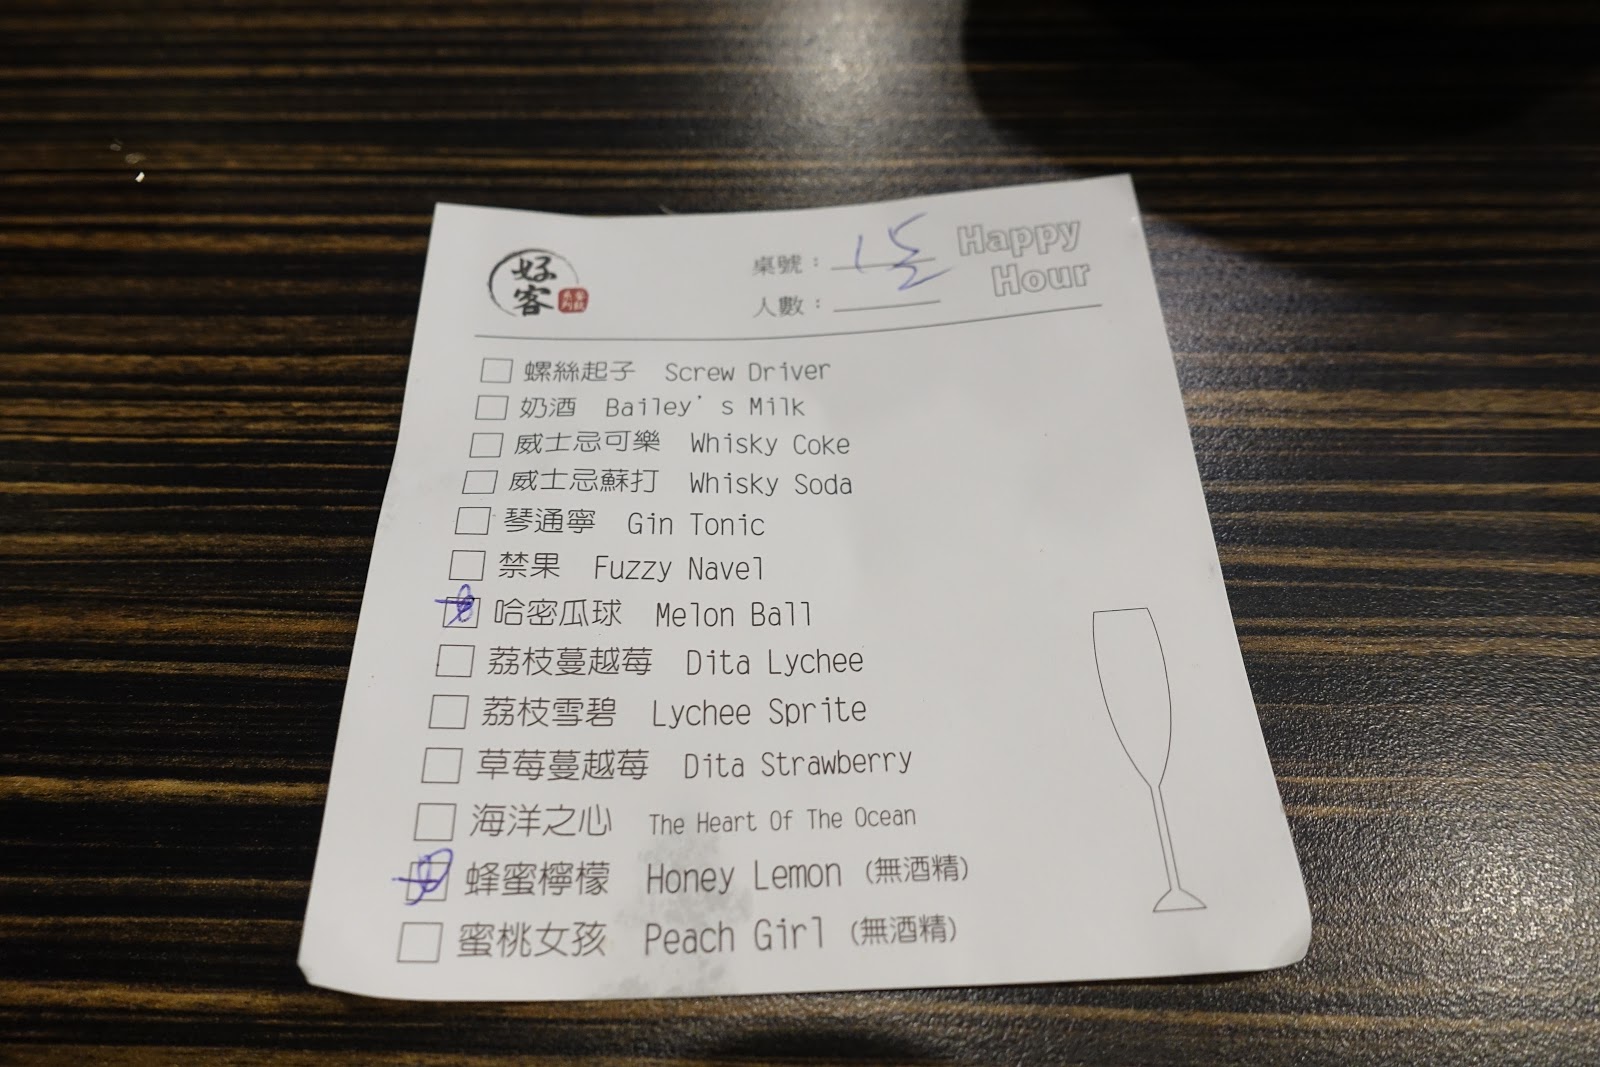 好客
桌號：
Happy Hour
人數：
螺絲起子 Screw Driver
奶酒 Bailey's Milk
威士忌可樂 Whisky Coke
威士忌蘇打 Whisky Soda
琴通寧 Gin Tonic
禁果 Fuzzy Navel
哈密瓜球 Melon Ball
荔枝蔓越莓 Dita Lychee
荔枝雪碧 Lychee Sprite
草莓蔓越莓 Dita Strawberry
海洋之心 The Heart Of The Ocean
蜂蜜檸檬 Honey Lemon (無酒精)
蜜桃女孩 Peach Girl (無酒精)